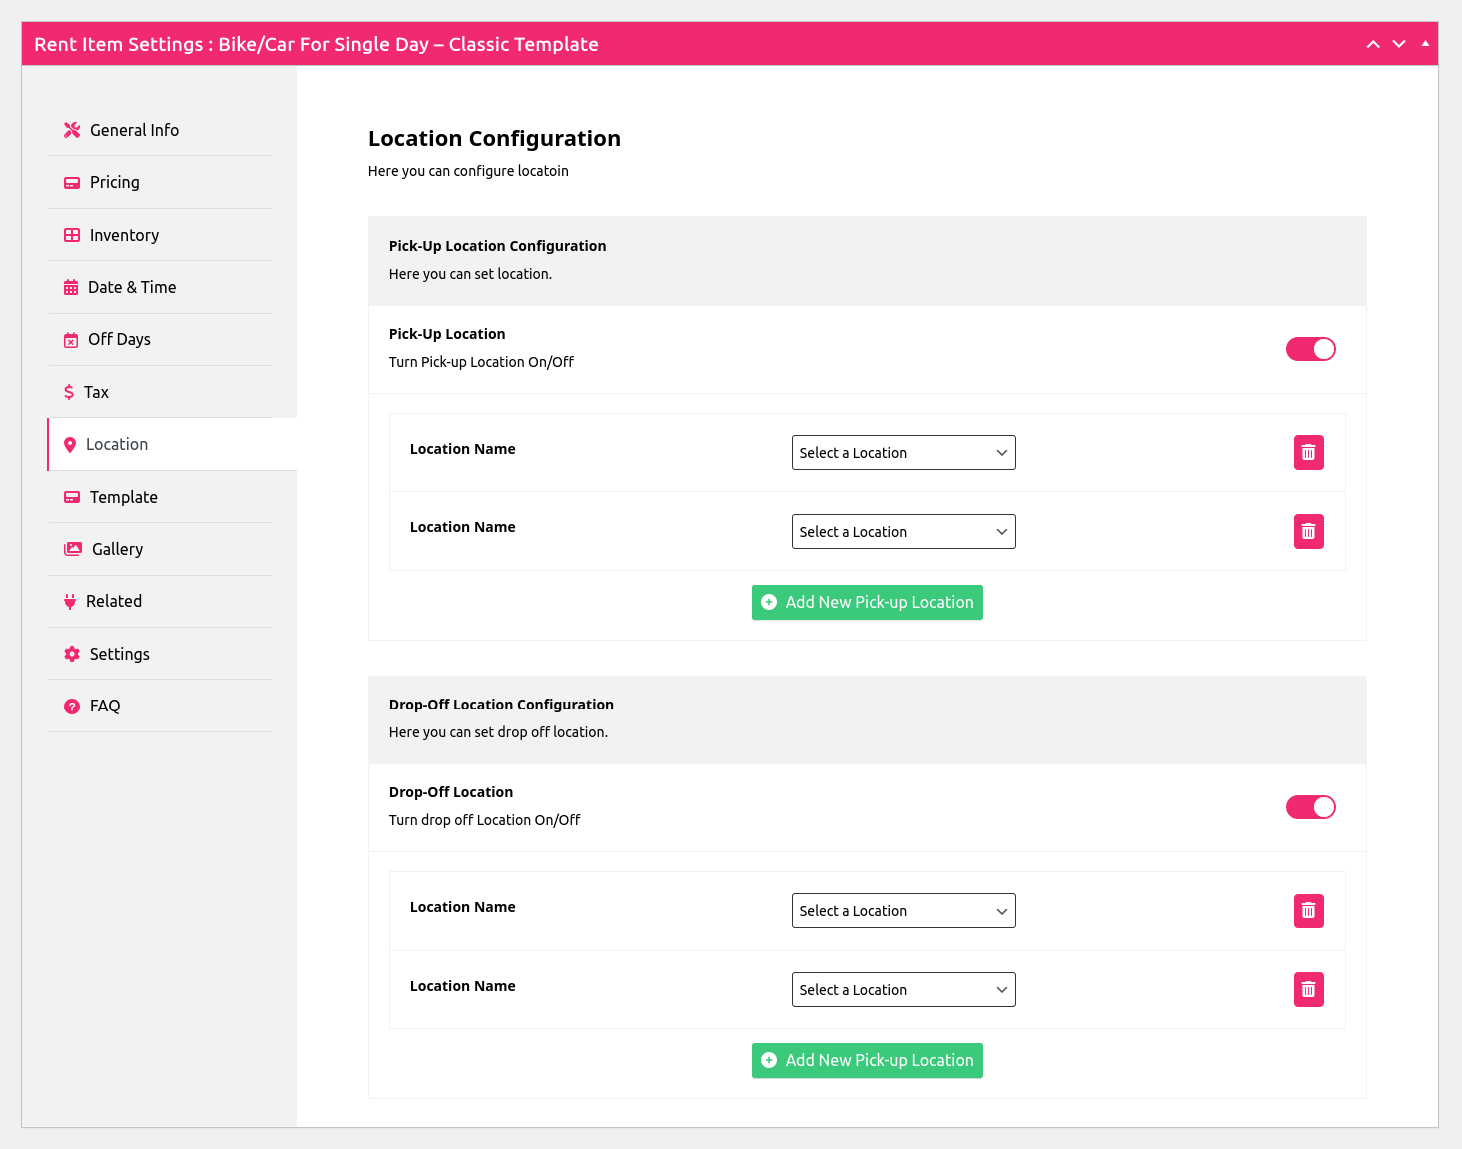 Rent Item Settings : Bike/Car For Single Day – Classic Template
General Info
Pricing
Inventory
Date & Time
Off Days
Tax
Location
Template
Gallery
Related
Settings
FAQ
Location Configuration
Here you can configure locatoin
Pick-Up Location Configuration
Here you can set location.
Pick-Up Location
Turn Pick-up Location On/Off
Location Name
Select a Location
Location Name
Select a Location
Add New Pick-up Location
Drop-Off Location Configuration
Here you can set drop off location.
Drop-Off Location
Turn drop off Location On/Off
Location Name
Select a Location
Location Name
Select a Location
Add New Pick-up Location